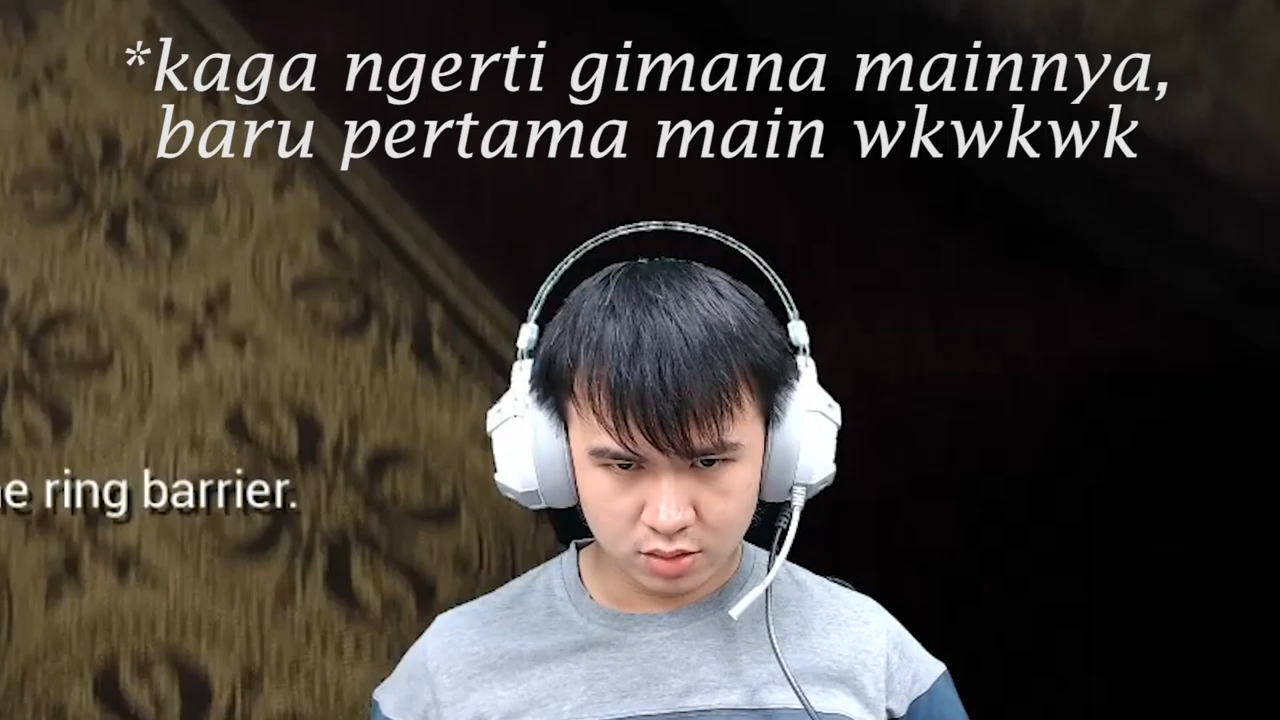 *kaga ngerti gimana mainnya,
baru pertama main wkwkwk
ring barrier.